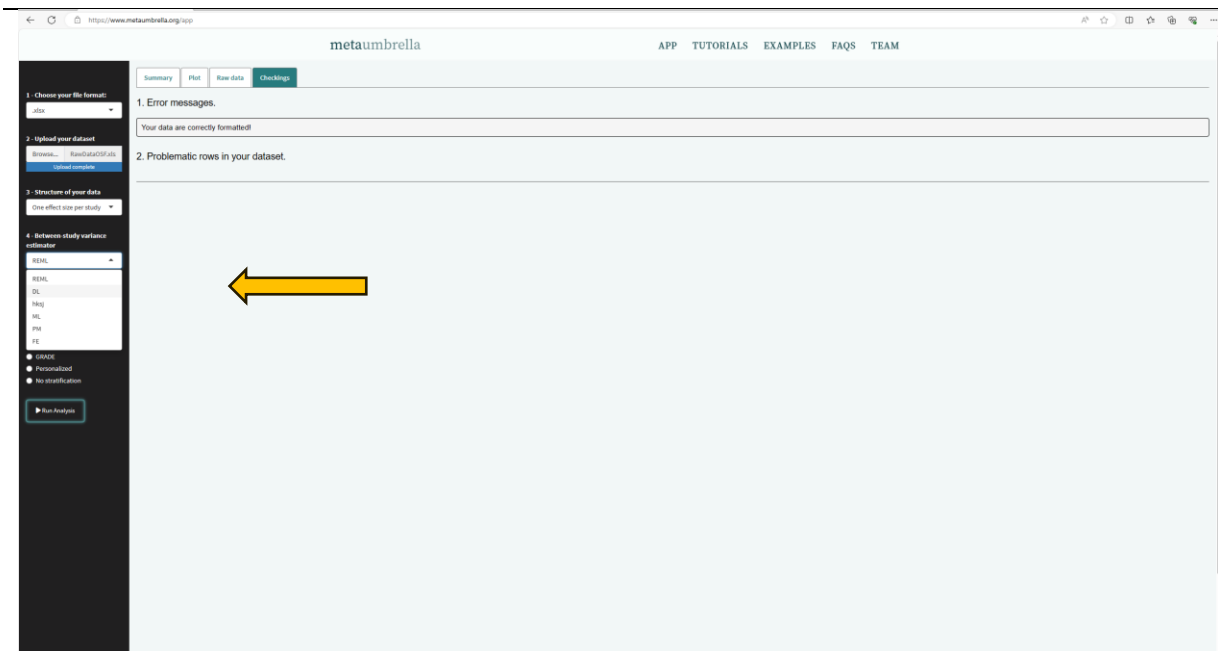 https://www.metaumbrella.org/app
metaumbrella
APP TUTORIALS EXAMPLES FAQS TEAM
Summary Plot Raw data Checkings
1 - Choose your file format:
.xlsx
2 - Upload your dataset
Browse... RawDataOSF.xls
Upload complete
3 - Structure of your data
One effect size per study
4 - Between-study variance
estimator
REML
REML
DL
hksj
ML
PM
FE
GRADE
Personalized
No stratification
Run Analysis
1. Error messages.
Your data are correctly formatted!
2. Problematic rows in your dataset.